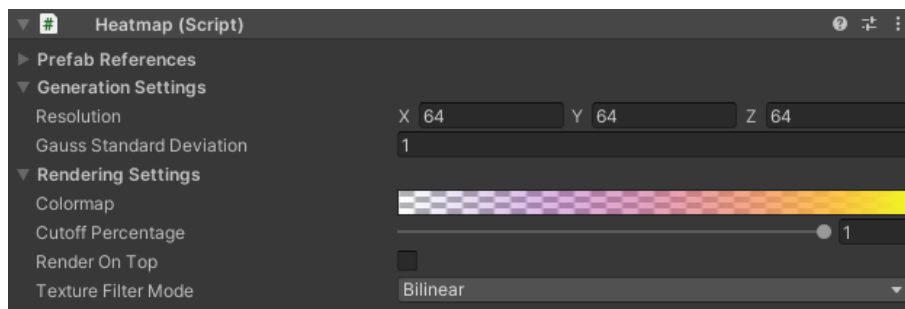 # Heatmap (Script)
Prefab References
Generation Settings
Resolution X 64 Y 64 Z 64
Gauss Standard Deviation 1
Rendering Settings
Colormap
Cutoff Percentage 1
Render On Top
Texture Filter Mode Bilinear